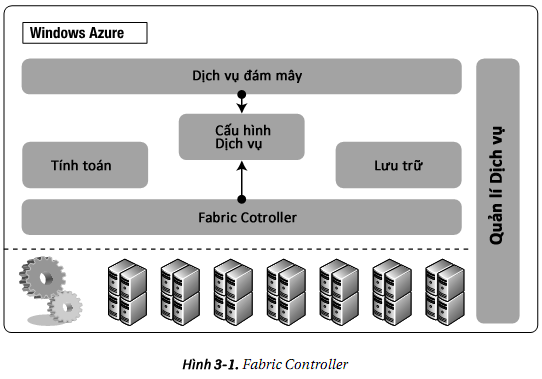 Windows Azure
Dịch vụ đám mây
Cấu hình
Dịch vụ
Tính toán
Lưu trữ
Fabric Cotroller
Quản lí Dịch vụ
Hình 3-1. Fabric Controller